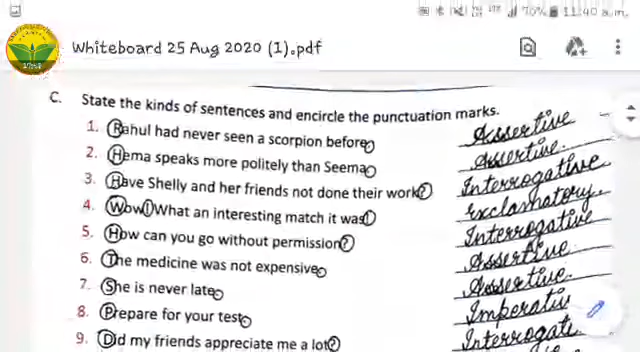 76% 11:40 a.m.
Whiteboard 25 Aug 2020 (1).pdf
C. State the kinds of sentences and encircle the punctuation marks.
1. Rahul had never seen a scorpion before. Assertive
2. Hema speaks more politely than Seema. Assertive.
3. Have Shelly and her friends not done their work? Interrogative
4. Wow! What an interesting match it was! Exclamatory.
5. How can you go without permission? Interrogative
6. The medicine was not expensive. Assertive
7. She is never late. Assertive.
8. Prepare for your test. Imperativ
9. Did my friends appreciate me a lot? Interrogati